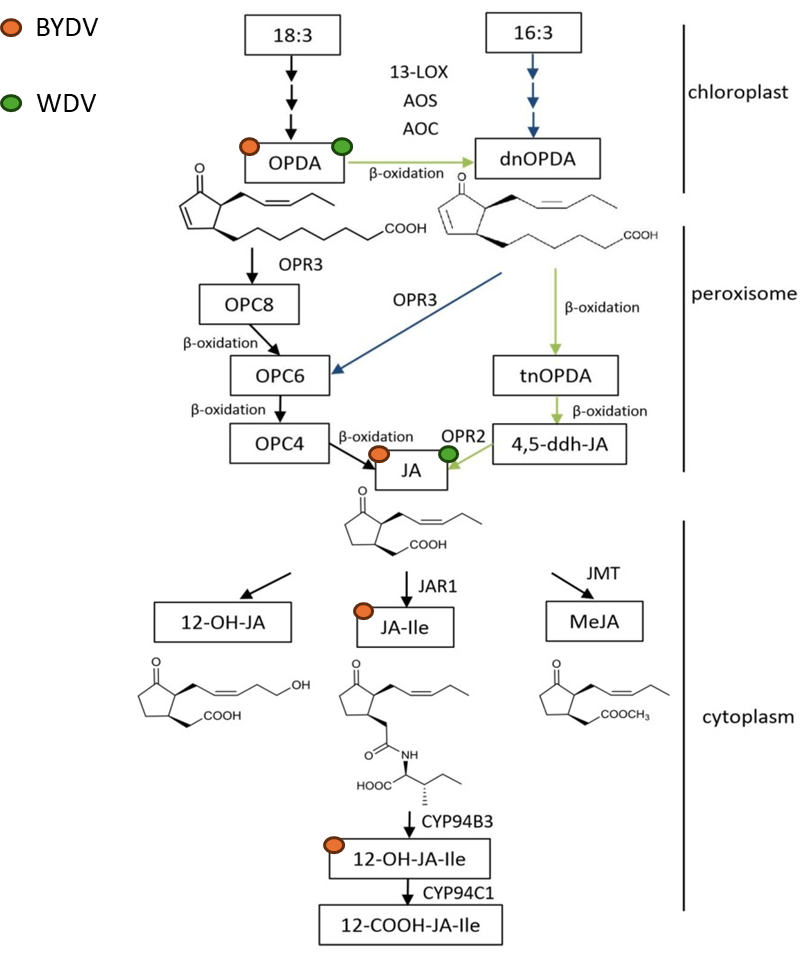 BYDV
WDV
18:3
16:3
13-LOX
AOS
AOC
chloroplast
OPDA
β-oxidation
dnOPDA
O
COOH
O
COOH
OPR3
OPC8
OPR3
β-oxidation
peroxisome
β-oxidation
OPC6
tnOPDA
β-oxidation
β-oxidation
OPC4
β-oxidation
OPR2
4,5-ddh-JA
JA
O
COOH
JAR1
JMT
12-OH-JA
JA-Ile
MeJA
O
OH
COOH
O
O
NH
HOOC
O
COOCH3
cytoplasm
CYP94B3
12-OH-JA-Ile
CYP94C1
12-COOH-JA-Ile